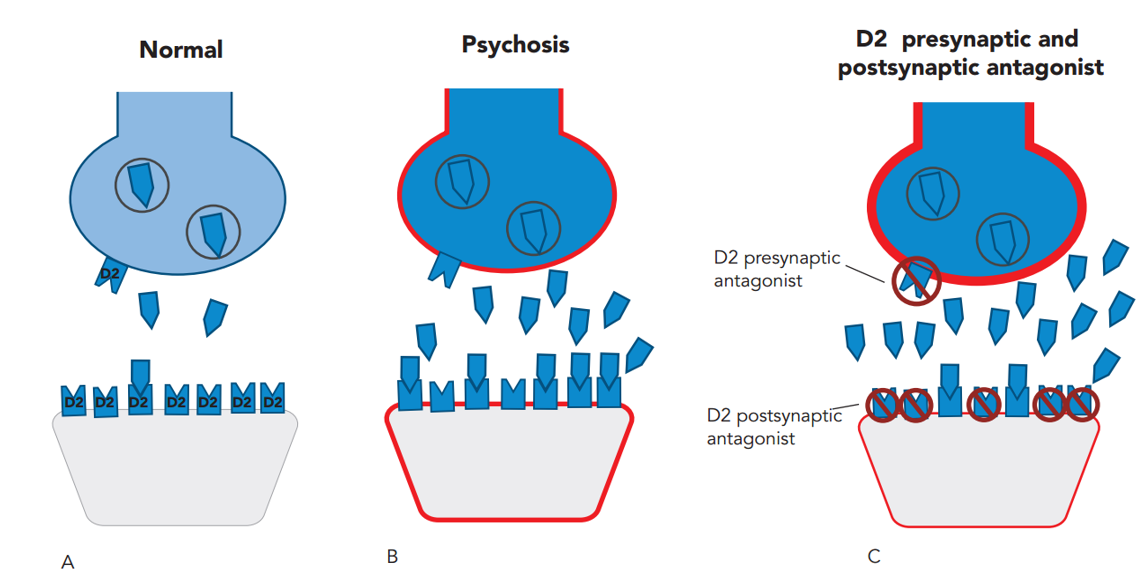 Normal
Psychosis
D2 presynaptic and
postsynaptic antagonist
D2
D2 presynaptic
antagonist
D2 D2 D2 D2 D2 D2 D2
D2 postsynaptic
antagonist
A
B
C